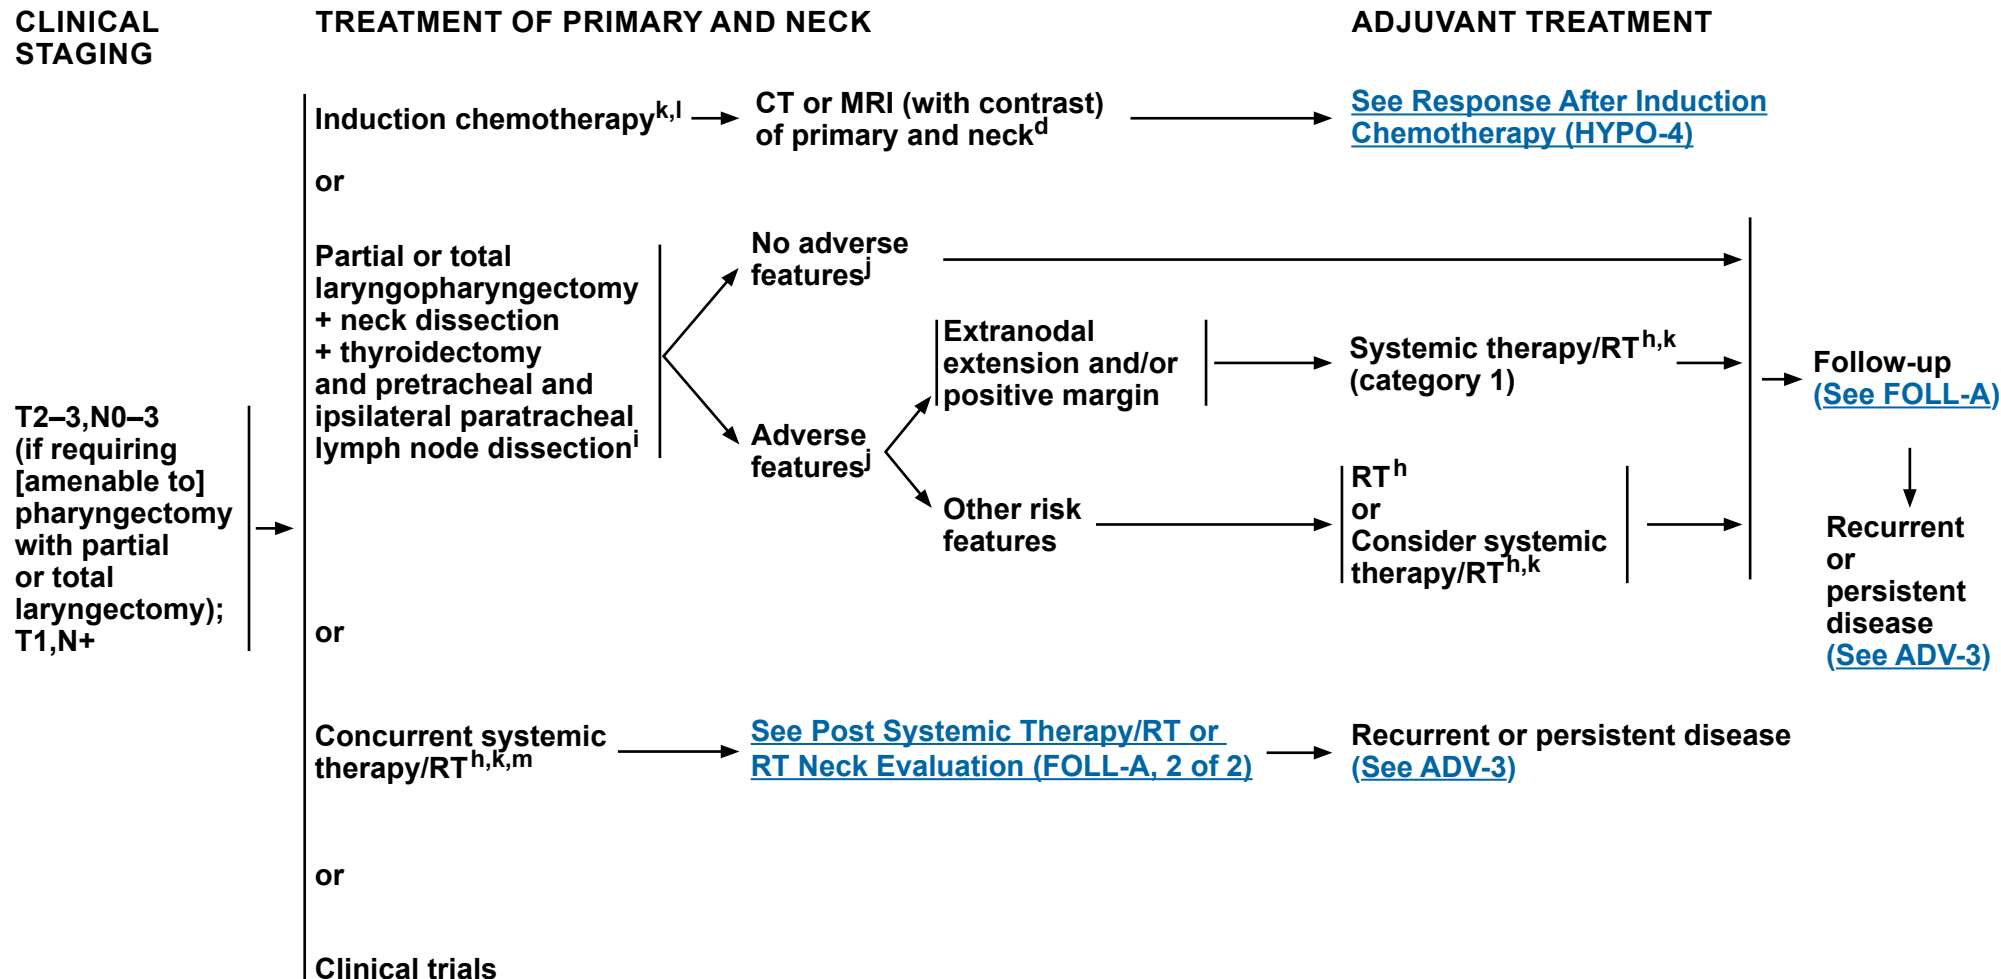 CLINICAL
STAGING
TREATMENT OF PRIMARY AND NECK
ADJUVANT TREATMENT
T2–3,N0–3
(if requiring
[amenable to]
pharyngectomy
with partial
or total
laryngectomy);
T1,N+
Induction chemotherapyk,l
CT or MRI (with contrast)
of primary and neckd
See Response After Induction
Chemotherapy (HYPO-4)
or
Partial or total
laryngopharyngectomy
+ neck dissection
+ thyroidectomy
and pretracheal and
ipsilateral paratracheal
lymph node dissectioni
No adverse
featuresj
Adverse
featuresj
Extranodal
extension and/or
positive margin
Systemic therapy/RTh,k
(category 1)
Other risk
features
RTh
or
Consider systemic
therapy/RTh,k
Follow-up
(See FOLL-A)
Recurrent
or
persistent
disease
(See ADV-3)
or
Concurrent systemic
therapy/RTh,k,m
See Post Systemic Therapy/RT or
RT Neck Evaluation (FOLL-A, 2 of 2)
Recurrent or persistent disease
(See ADV-3)
or
Clinical trials